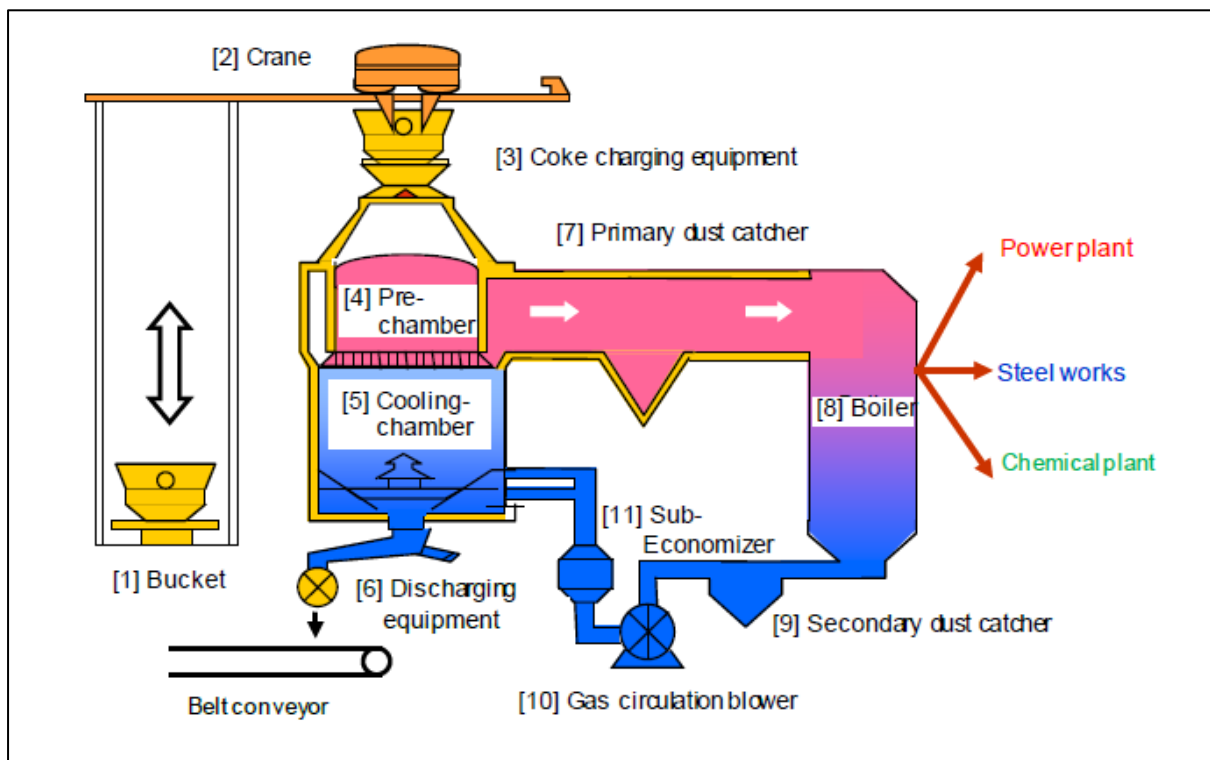 [2] Crane
[3] Coke charging equipment
[7] Primary dust catcher
Power plant
[4] Pre-
chamber
Steel works
[5] Cooling-
chamber
[8] Böiler
Chemical plant
[11] Sub-
Economizer
[1] Bucket
[6] Discharging
equipment
[9] Secondary dust catcher
Belt conveyor
[10] Gas circulation blower